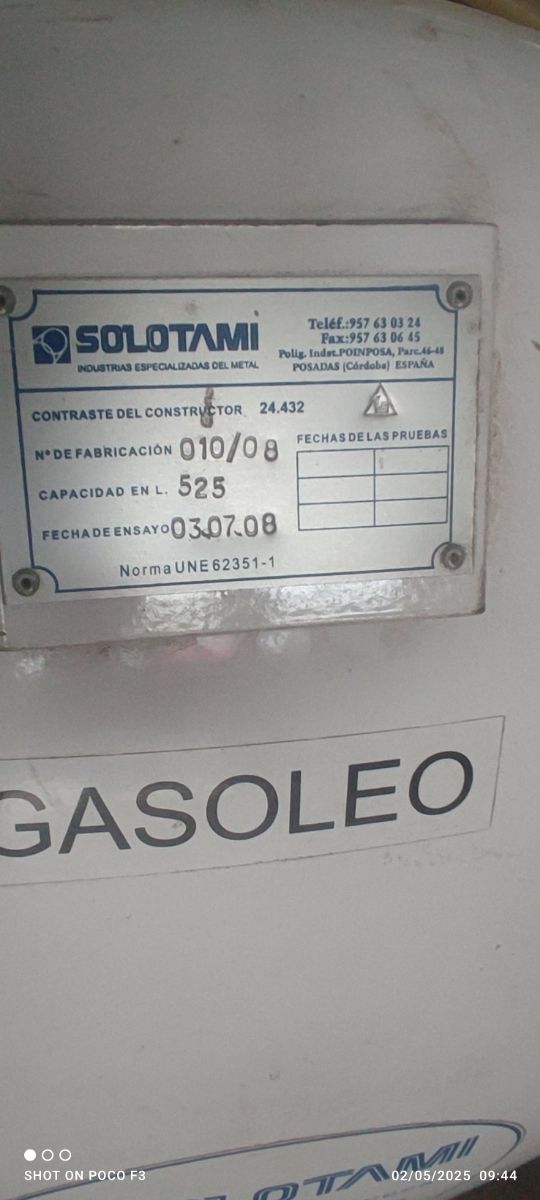 SOLOTAMI
INDUSTRIAS ESPECIALIZADAS DEL METAL
Teléf.:957 63 03 24
Fax:957 63 06 45
Polig. Indst.POINPOSA, Parc.46-48
POSADAS (Córdoba) ESPAÑA
CONTRASTE DEL CONSTRUCTOR 24.432
Nº DE FABRICACIÓN 010/08
CAPACIDAD EN L. 525
FECHA DE ENSAYO 03.07.08
FECHAS DE LAS PRUEBAS
Norma UNE 62351-1
GASOLEO
SOLOTAMI
SHOT ON POCO F3
02/05/2025 09:44